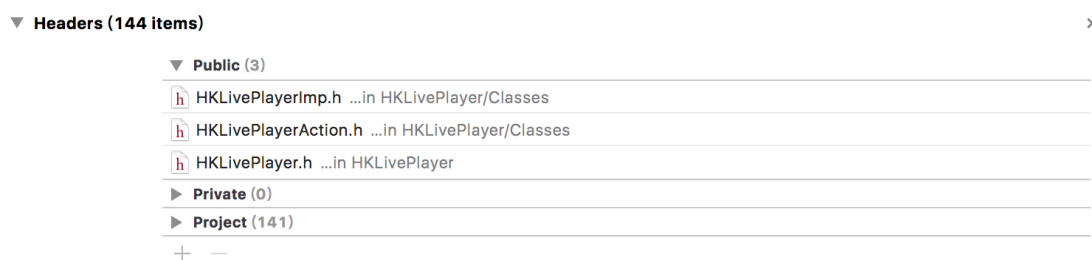 Headers (144 items)
Public (3)
HKLivePlayerImp.h ...in HKLivePlayer/Classes
HKLivePlayerAction.h ...in HKLivePlayer/Classes
HKLivePlayer.h ...in HKLivePlayer
Private (0)
Project (141)